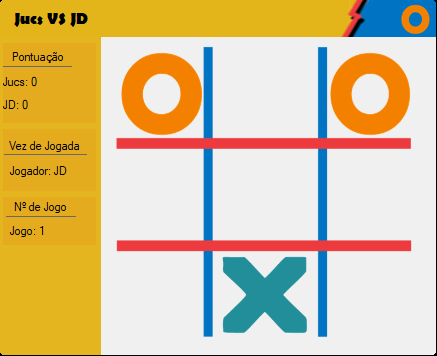 Jucs VS JD
Pontuação
Jucs: 0
JD: 0
Vez de Jogada
Jogador: JD
Nº de Jogo
Jogo: 1